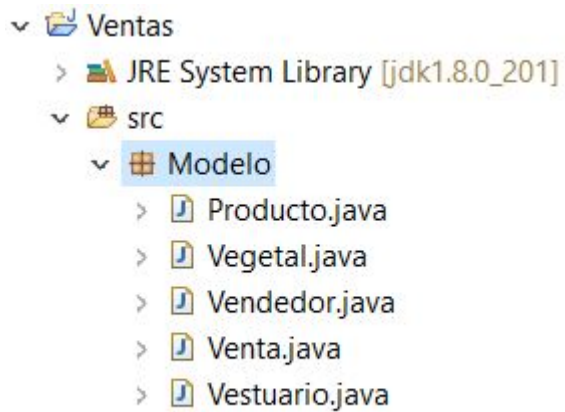 Ventas
JRE System Library [jdk1.8.0_201]
src
Modelo
Producto.java
Vegetal.java
Vendedor.java
Venta.java
Vestuario.java